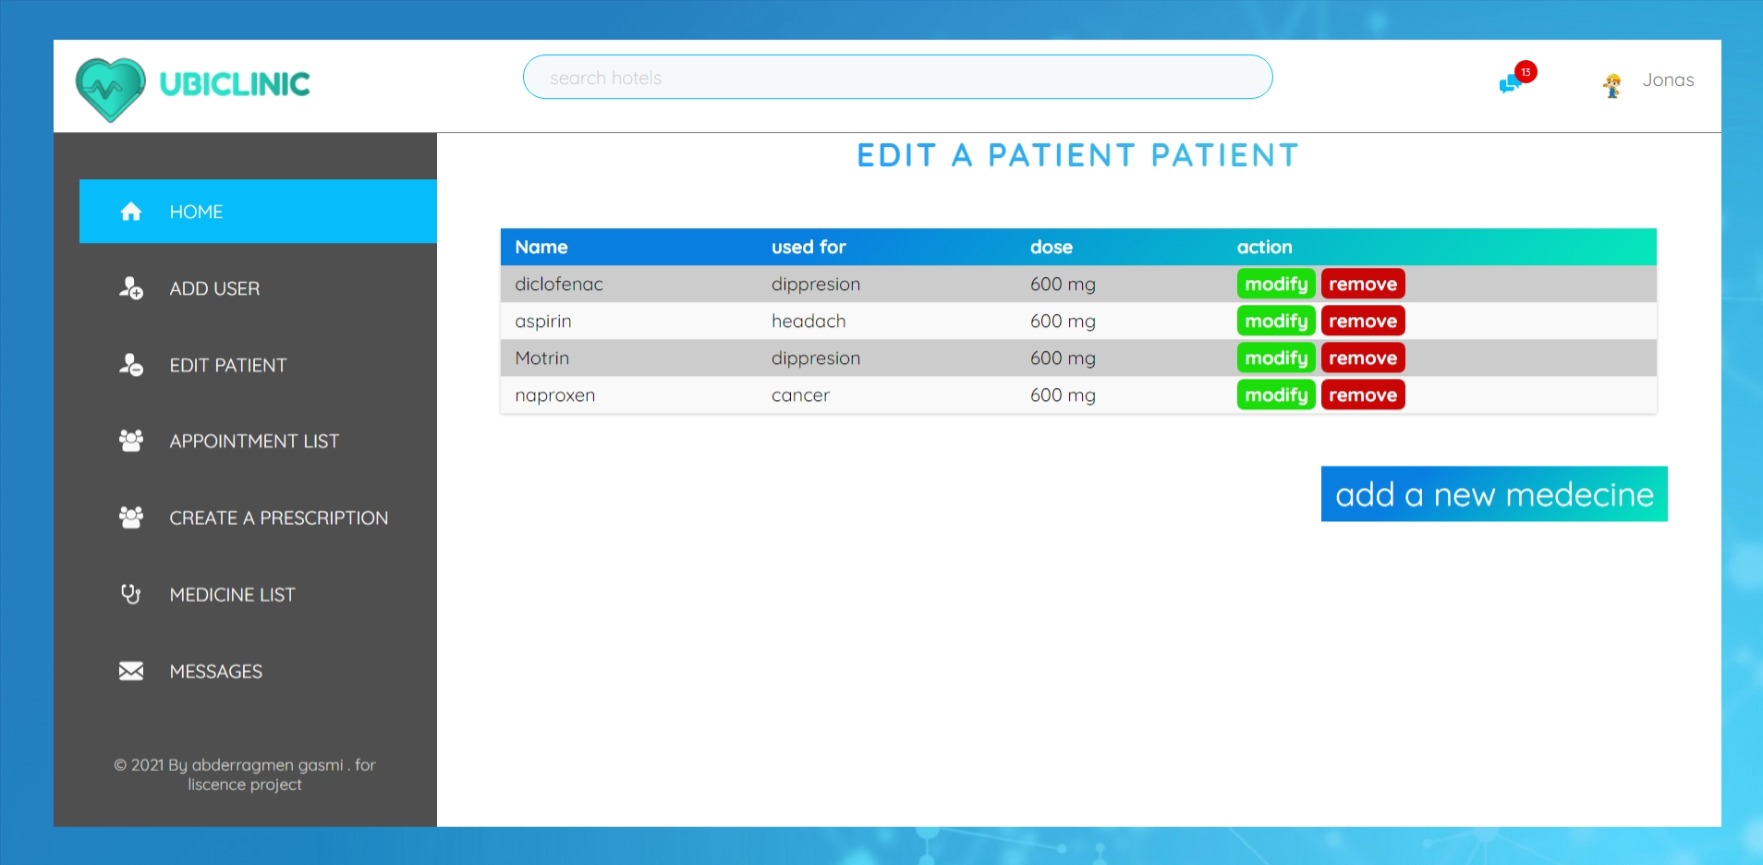 UBICLINIC
search hotels
13
Jonas
EDIT A PATIENT PATIENT
HOME
ADD USER
EDIT PATIENT
APPOINTMENT LIST
CREATE A PRESCRIPTION
MEDICINE LIST
MESSAGES
© 2021 By abderragmen gasmi . for
liscence project
Name used for dose action
diclofenac dippresion 600 mg modify remove
aspirin headach 600 mg modify remove
Motrin dippresion 600 mg modify remove
naproxen cancer 600 mg modify remove
add a new medecine